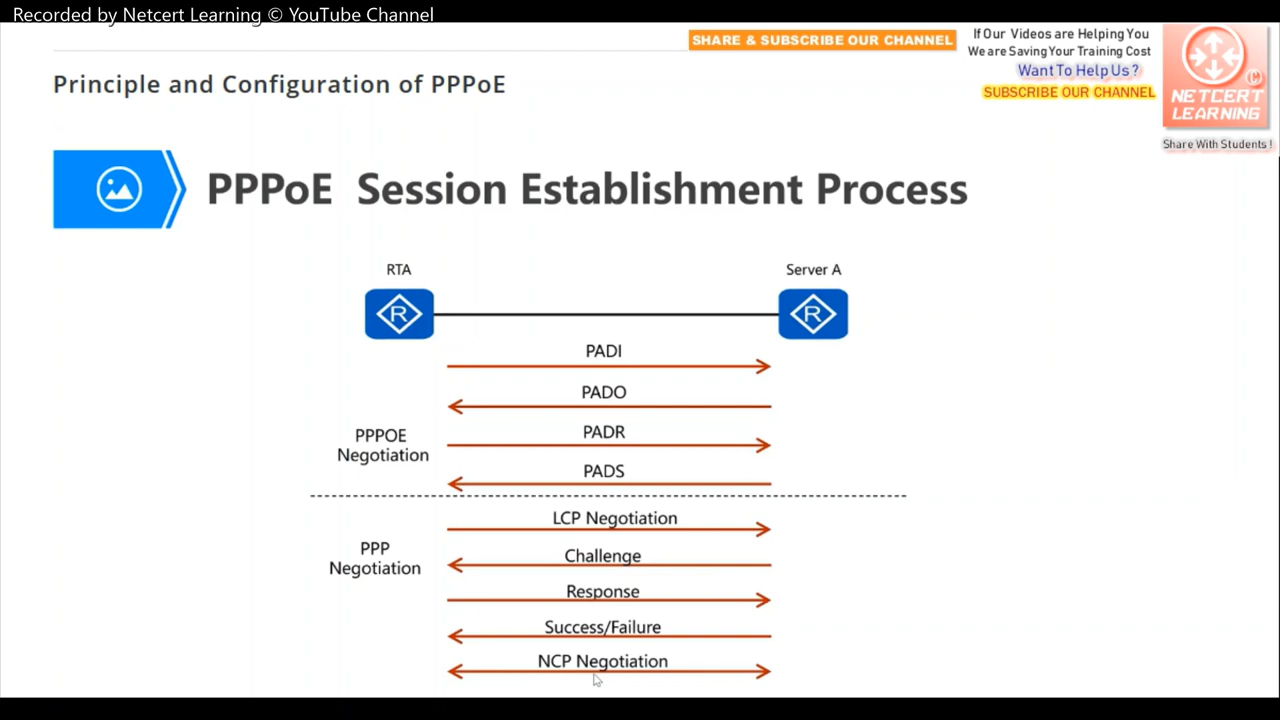 Recorded by Netcert Learning © YouTube Channel
SHARE & SUBSCRIBE OUR CHANNEL
If Our Videos are Helping You
We are Saving Your Training Cost
Want To Help Us ?
SUBSCRIBE OUR CHANNEL
©
NETCERT
LEARNING
Share With Students !
Principle and Configuration of PPPoE
PPPoE Session Establishment Process
RTA
Server A
R
R
PADI
PADO
PADR
PADS
PPPOE
Negotiation
LCP Negotiation
Challenge
Response
Success/Failure
NCP Negotiation
PPP
Negotiation